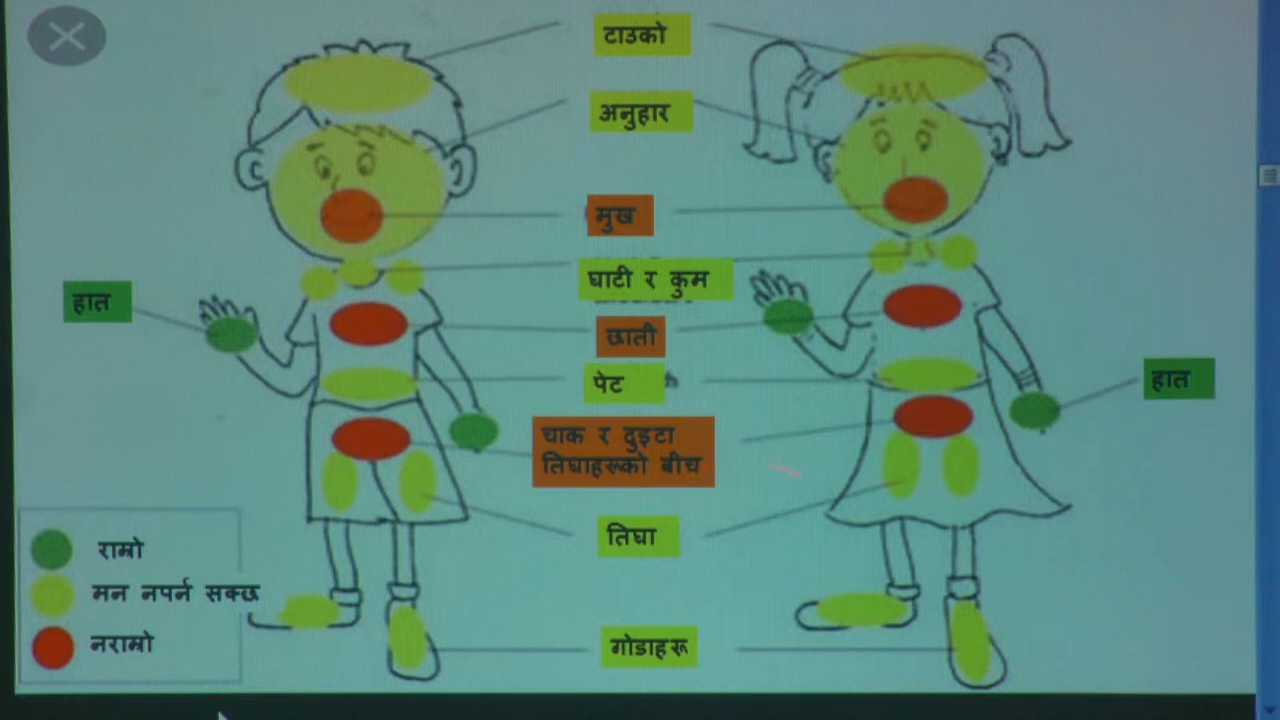 टाउको
अनुहार
मुख
घाटी र कुम
हात
छाती
पेट
हात
चाक र दुइटा
तिघाहरूको बीच
तिघा
राम्रो
मन नपर्न सक्छ
नराम्रो
गोडाहरू